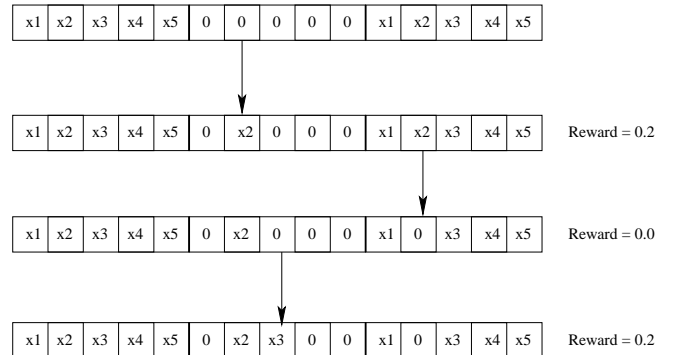 x1 x2 x3 x4 x5 0 0 0 0 0 x1 x2 x3 x4 x5
x1 x2 x3 x4 x5 0 x2 0 0 0 x1 x2 x3 x4 x5 Reward = 0.2
x1 x2 x3 x4 x5 0 x2 0 0 0 x1 0 x3 x4 x5 Reward = 0.0
x1 x2 x3 x4 x5 0 x2 x3 0 0 x1 0 x3 x4 x5 Reward = 0.2